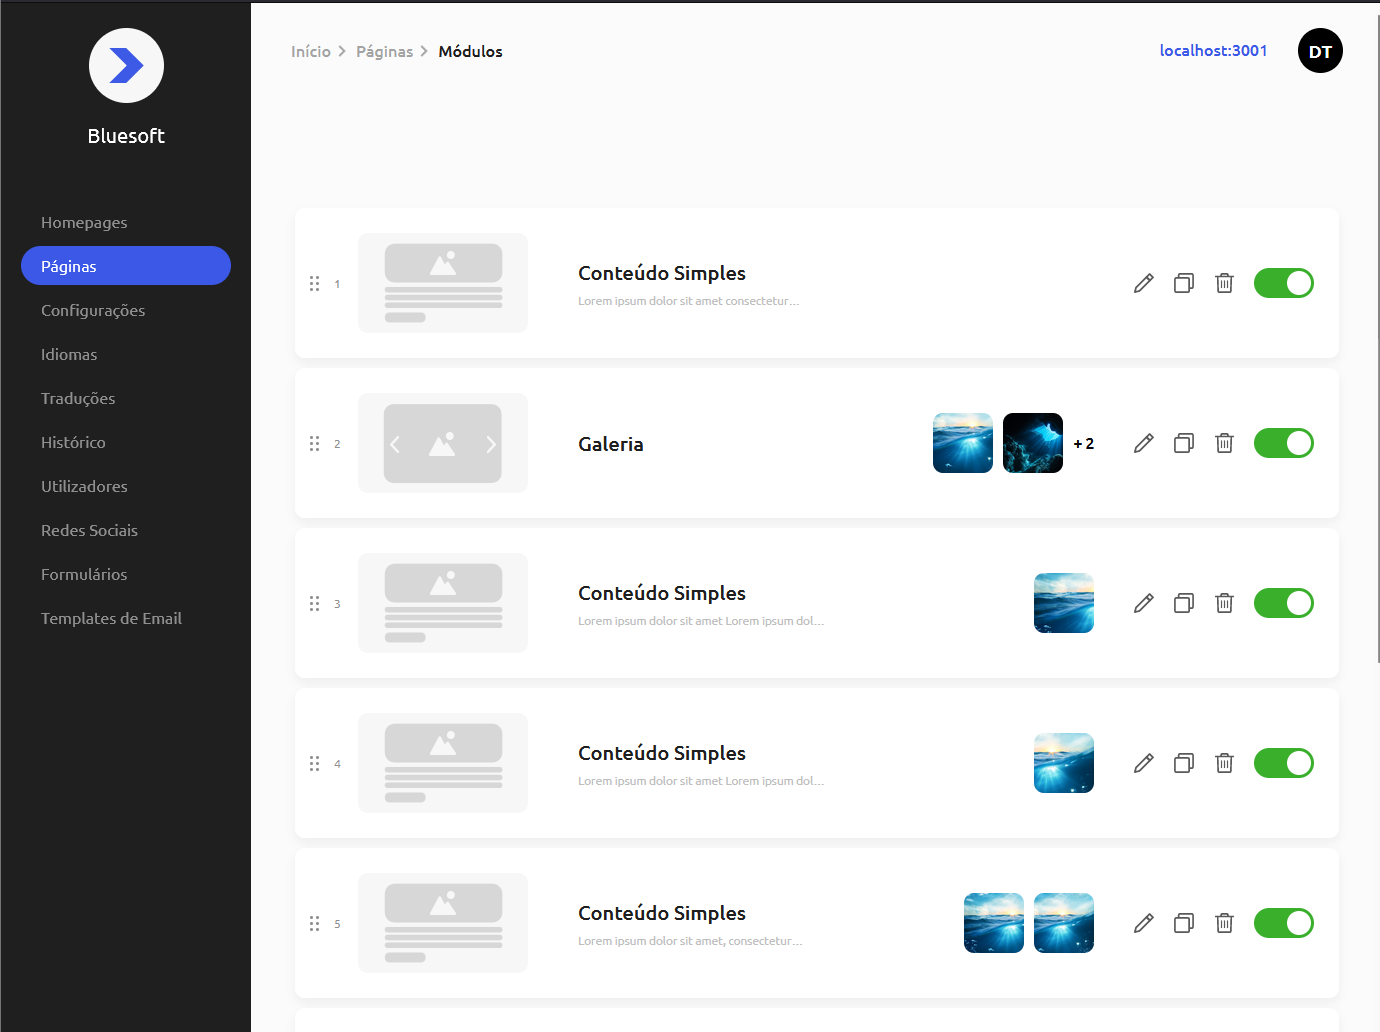 Bluesoft
Homepages
Páginas
Configurações
Idiomas
Traduções
Histórico
Utilizadores
Redes Sociais
Formulários
Templates de Email
Início Páginas Módulos
localhost:3001
DT
1
Conteúdo Simples
Lorem ipsum dolor sit amet consectetur...
2
Galeria
+ 2
3
Conteúdo Simples
Lorem ipsum dolor sit amet Lorem ipsum dol...
4
Conteúdo Simples
Lorem ipsum dolor sit amet Lorem ipsum dol...
5
Conteúdo Simples
Lorem ipsum dolor sit amet, consectetur...